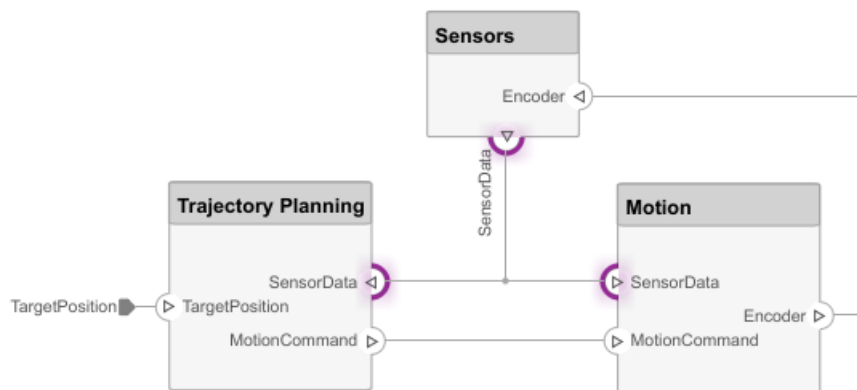 Sensors
Encoder
SensorData
Trajectory Planning
Motion
SensorData
SensorData
TargetPosition
TargetPosition
Encoder
MotionCommand
MotionCommand